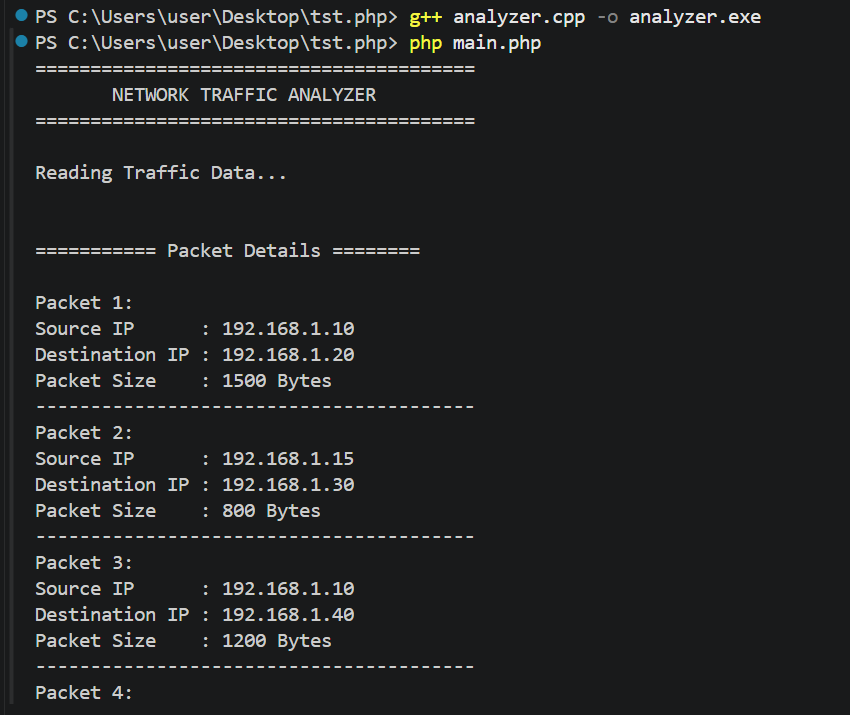 PS C:\Users\user\Desktop\tst.php> g++ analyzer.cpp -o analyzer.exe
PS C:\Users\user\Desktop\tst.php> php main.php
========================================
       NETWORK TRAFFIC ANALYZER
========================================
Reading Traffic Data...
=========== Packet Details ========
Packet 1:
Source IP      : 192.168.1.10
Destination IP : 192.168.1.20
Packet Size    : 1500 Bytes
----------------------------------------
Packet 2:
Source IP      : 192.168.1.15
Destination IP : 192.168.1.30
Packet Size    : 800 Bytes
----------------------------------------
Packet 3:
Source IP      : 192.168.1.10
Destination IP : 192.168.1.40
Packet Size    : 1200 Bytes
----------------------------------------
Packet 4: